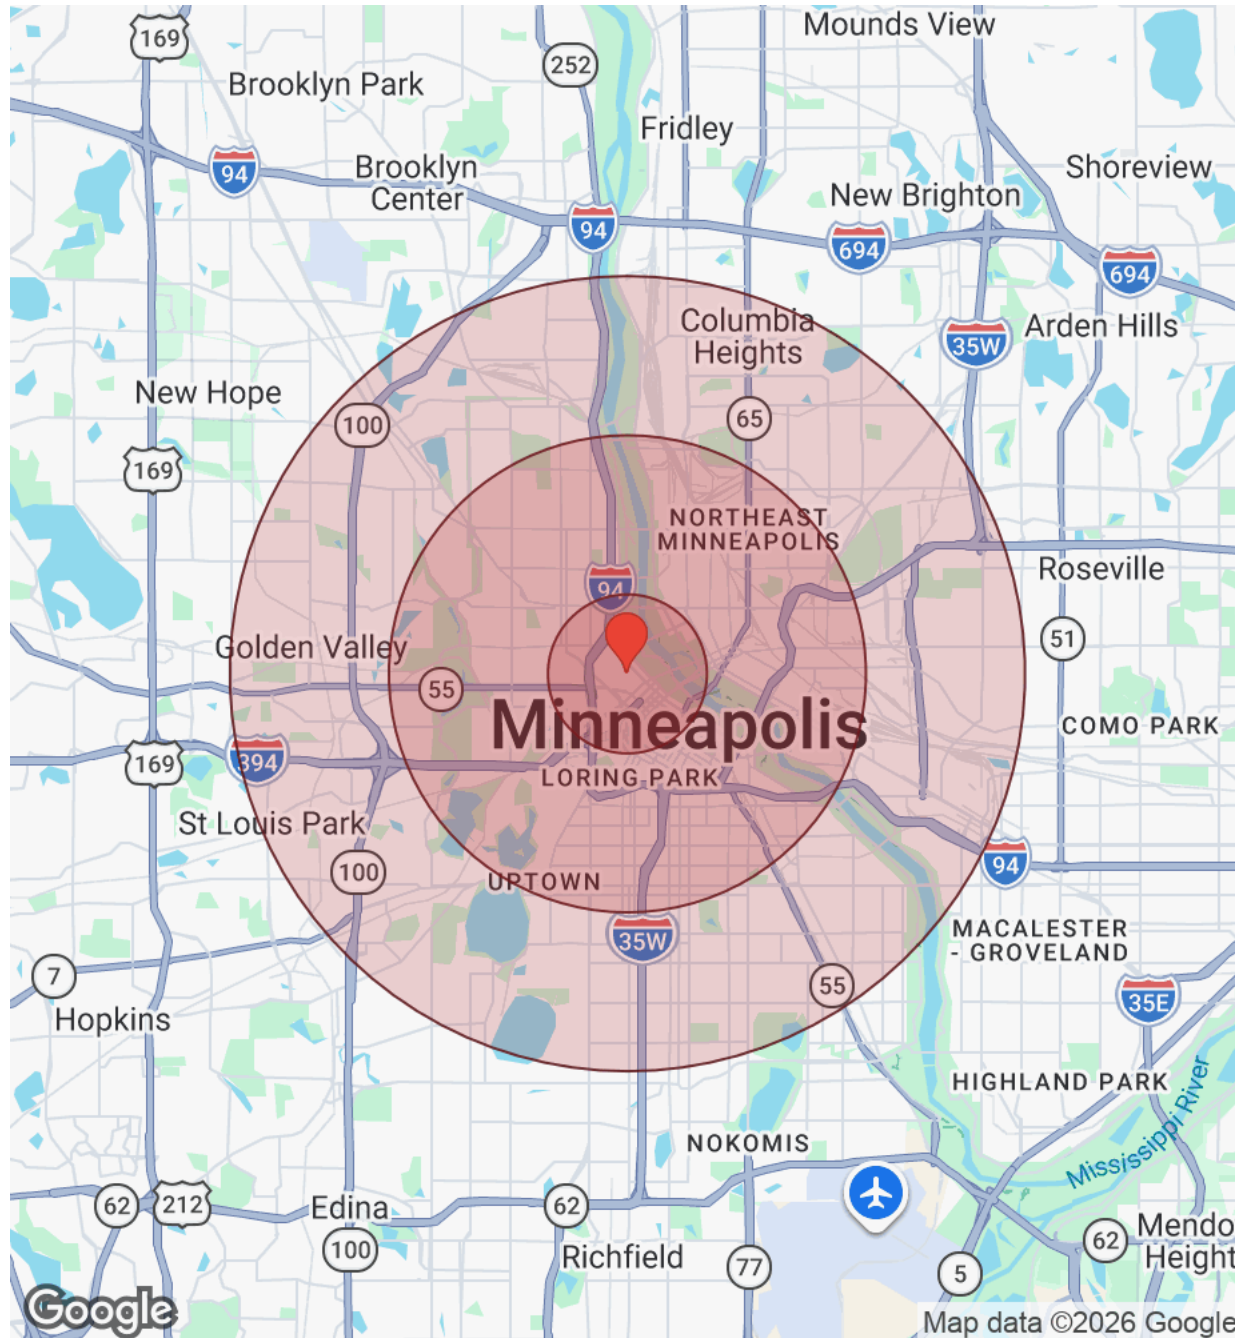 Mounds View
169
252
Brooklyn Park
Fridley
Brooklyn
Center
94
Shoreview
New Brighton
94
694
694
Columbia
Heights
Arden Hills
35W
New Hope
100
65
169
NORTHEAST
MINNEAPOLIS
94
Roseville
Golden Valley
51
55
Minneapolis
COMO PARK
169
394
LORING PARK
St Louis Park
100
94
UPTOWN
35W
MACALESTER
- GROVELAND
7
55
35E
Hopkins
HIGHLAND PARK
Mississippi River
NOKOMIS
62
212
Edina
62
62
Mendo
Height
100
Richfield
77
5
Google
Map data ©2026 Google